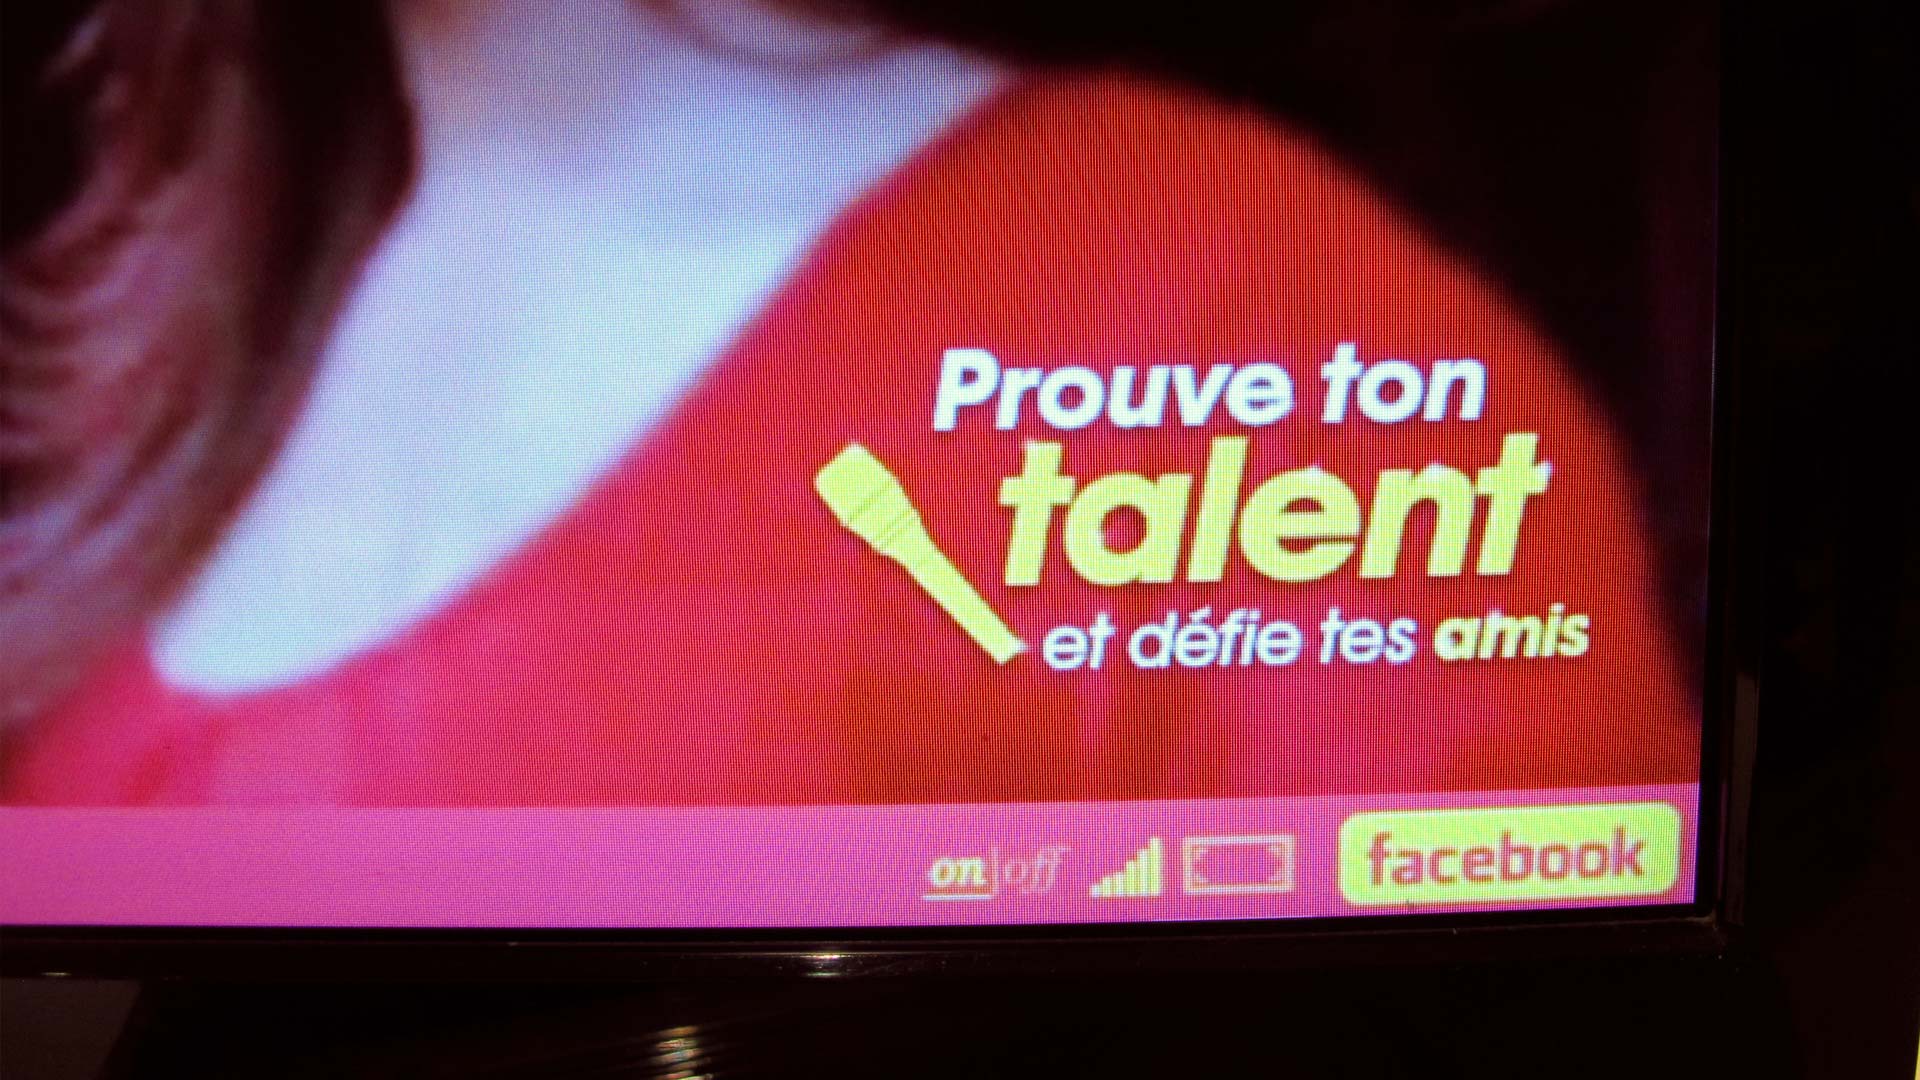 Prouve ton
talent
et défie tes amis
on|off
facebook